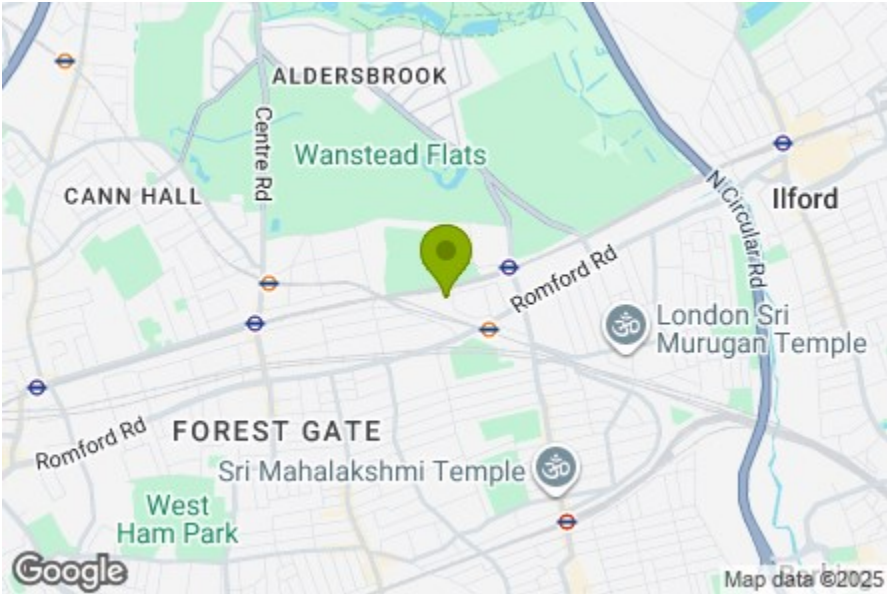 ALDERSBROOK
Centre Rd
Wanstead Flats
CANN HALL
N Circular Rd
Ilford
Romford Rd
London Sri
Murugan Temple
Romford Rd
FOREST GATE
Sri Mahalakshmi Temple
West
Ham Park
Barking
Google
Map data ©2025